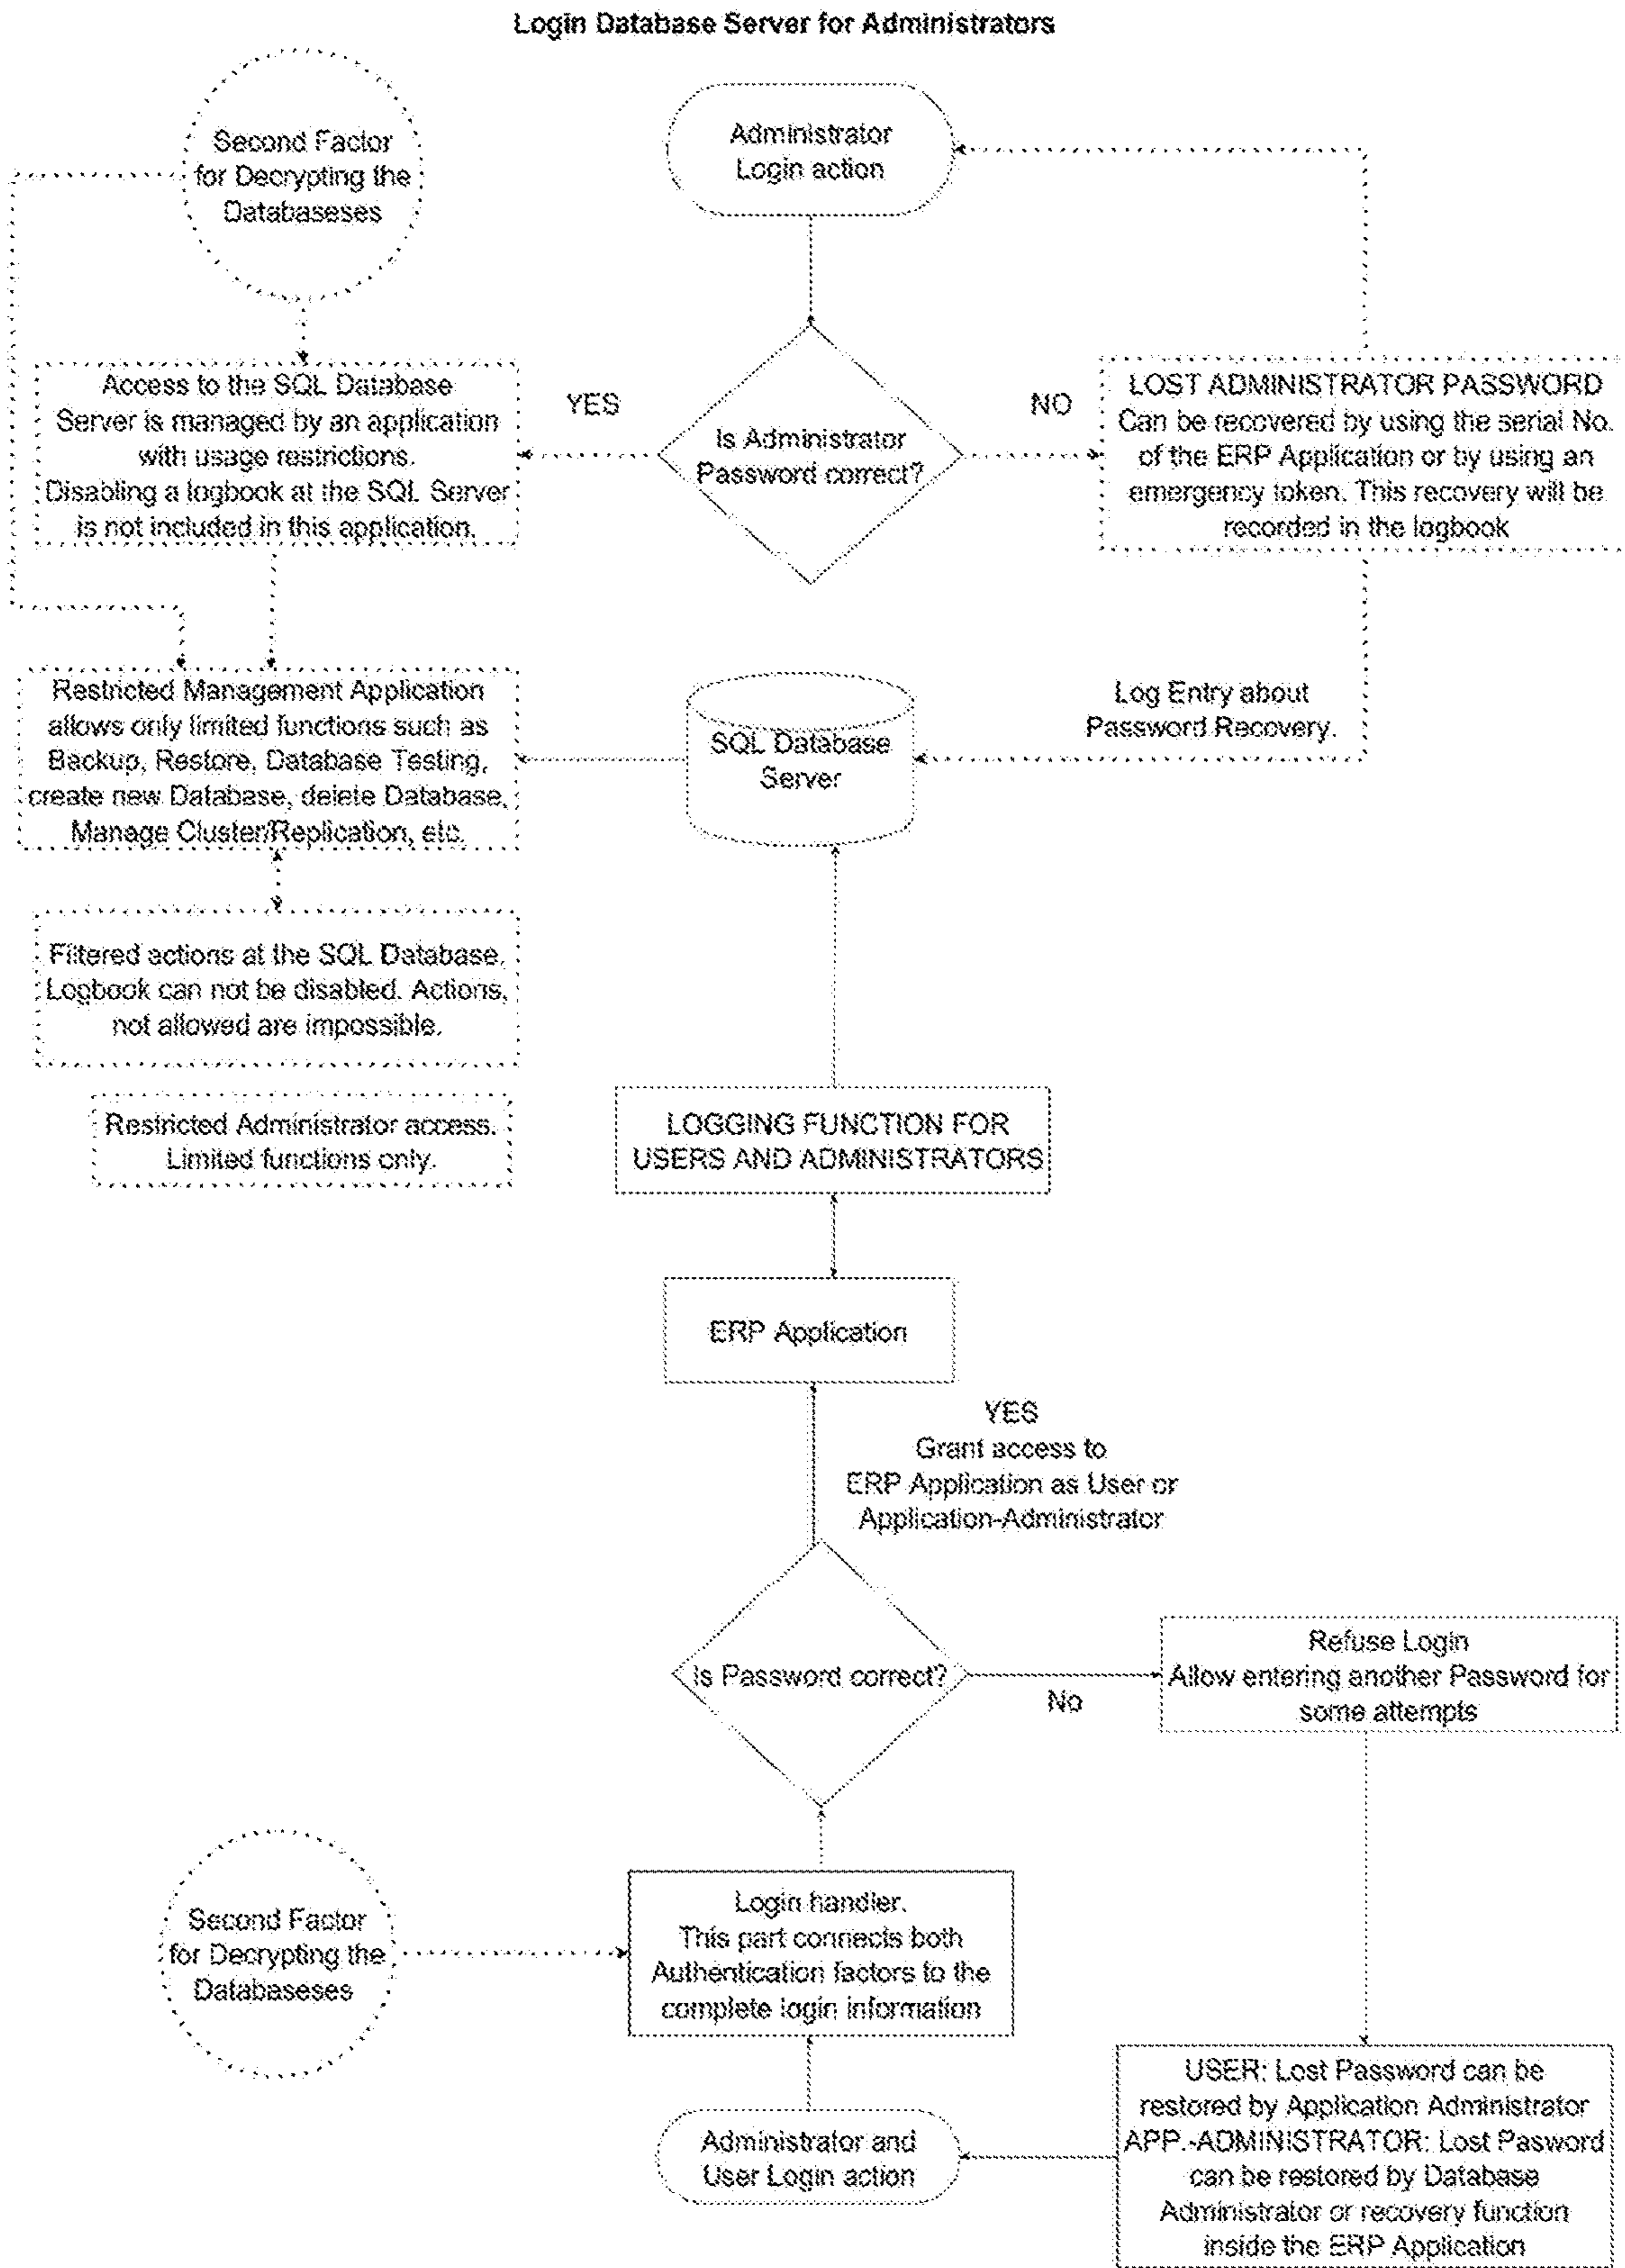 Login Database Server for Administrators
Second Factor
for Decrypting the
Databaseses
Administrator
Login action
Access to the SQL Database
Server is managed by an application
with usage restrictions.
Disabling a logbook at the SQL Server
is not included in this application.
YES
Is Administrator
Password correct?
NO
LOST ADMINISTRATOR PASSWORD
Can be recovered by using the serial No.
of the ERP Application or by using an
emergency token. This recovery will be
recorded in the logbook
Restricted Management Application
allows only limited functions such as
Backup, Restore, Database Testing,
create new Database, delete Database,
Manage Cluster/Replication, etc.
SQL Database
Server
Log Entry about
Password Recovery.
Filtered actions at the SQL Database.
Logbook can not be disabled. Actions,
not allowed are impossible.
Restricted Administrator access.
Limited functions only.
LOGGING FUNCTION FOR
USERS AND ADMINISTRATORS
ERP Application
YES
Grant access to
ERP Application as User or
Application-Administrator
Is Password correct?
No
Refuse Login
Allow entering another Password for
some attempts
Second Factor
for Decrypting the
Databaseses
Login handler.
This part connects both
Authentication factors to the
complete login information
Administrator and
User Login action
USER: Lost Password can be
restored by Application Administrator
APP.-ADMINISTRATOR: Lost Pasword
can be restored by Database
Administrator or recovery function
inside the ERP Application